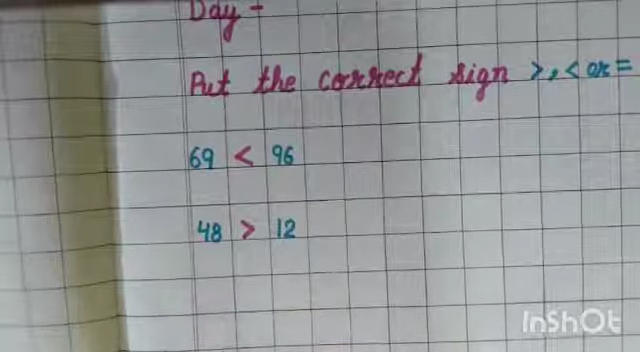 Day -
Put the correct sign >, < or =
69 < 96
48 > 12
InShOt